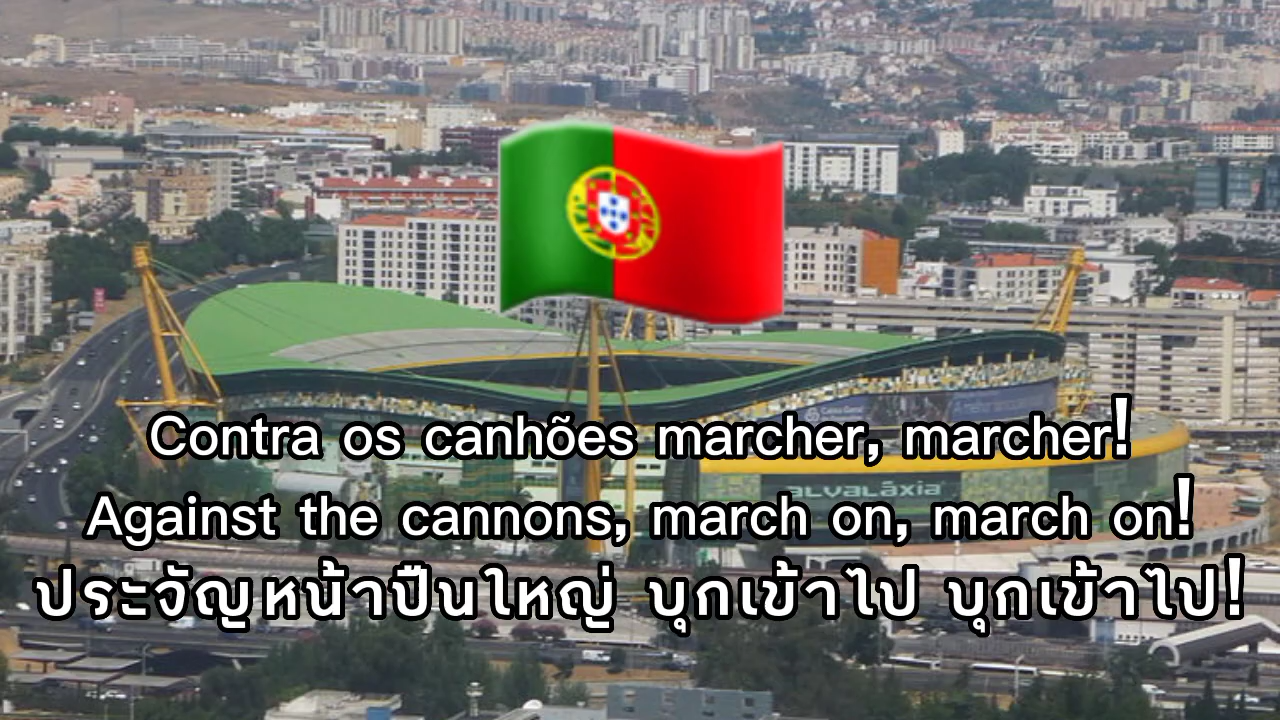 Contra os canhões marcher, marcher!
alvaláxia
Against the cannons, march on, march on!
ประจัญหน้าปืนใหญ่ บุกเข้าไป บุกเข้าไป!